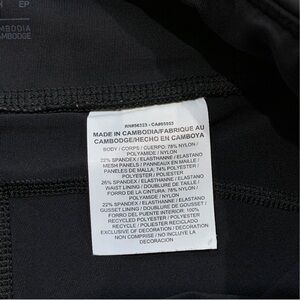 EP
MBODIA
MBODGE
RN#56323 - CA#05553
MADE IN CAMBODIA/FABRIQUE AU
CAMBODGE/HECHO EN CAMBOYA
BODY / CORPS / CUERPO: 78% NYLON /
POLYAMIDE / NYLON
22% SPANDEX / ELASTHANNE / ELASTANO
MESH PANELS / PANNEAUX EN MAILLE /
PANELES DE MALLA: 74% POLYESTER /
POLYESTER / POLIÉSTER
26% SPANDEX / ELASTHANNE / ELASTANO
WAIST LINING / DOUBLURE DE TAILLE /
FORRO DE LA CINTURA: 78% NYLON /
POLYAMIDE / NYLON
22% SPANDEX / ELASTHANNE / ELASTANO
GUSSET LINING / DOUBLURE DE GOUSSET /
FORRO DEL PUENTE INTERIOR: 100%
RECYCLED POLYESTER / POLYESTER
RECYCLÉ / POLIÉSTER RECICLADO
EXCLUSIVE OF DECORATION / DÉCORATION
NON COMPRISE / NO INCLUYE LA
DECORACIÓN